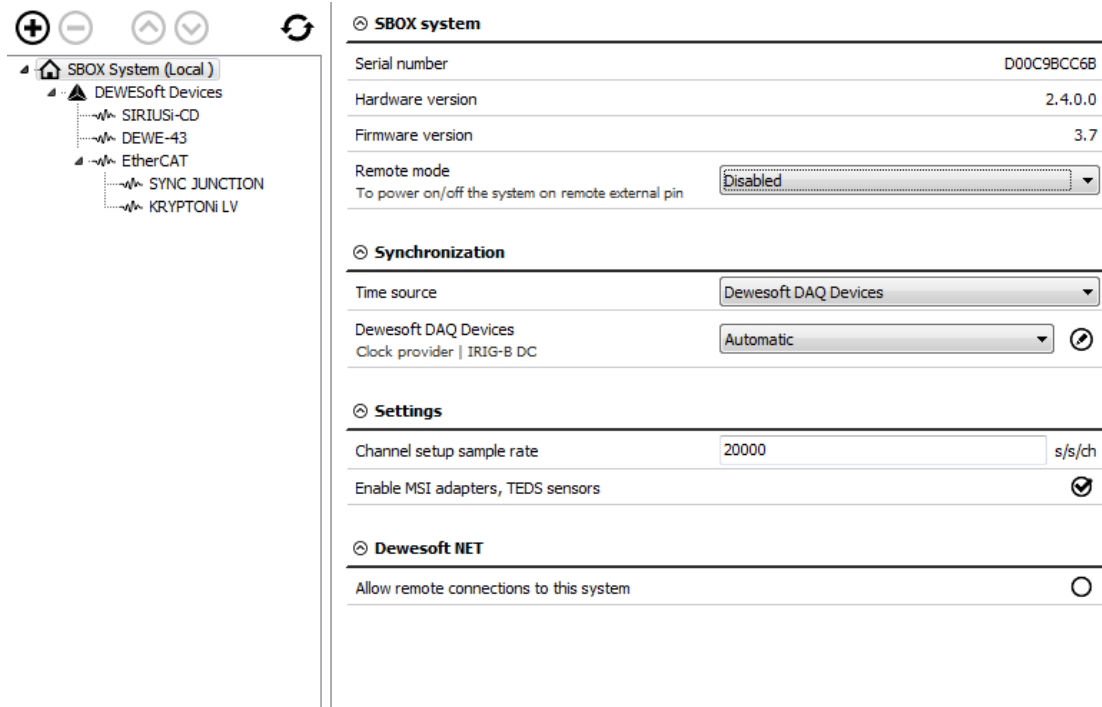 SBOX System (Local )
DEWESoft Devices
SIRIUSi-CD
DEWE-43
EtherCAT
SYNC JUNCTION
KRYPTONi LV
SBOX system
Serial number D00C9BCC6B
Hardware version 2.4.0.0
Firmware version 3.7
Remote mode
To power on/off the system on remote external pin
Disabled
Synchronization
Time source Dewesoft DAQ Devices
Dewesoft DAQ Devices
Clock provider | IRIG-B DC
Automatic
Settings
Channel setup sample rate 20000 s/s/ch
Enable MSI adapters, TEDS sensors
Dewesoft NET
Allow remote connections to this system